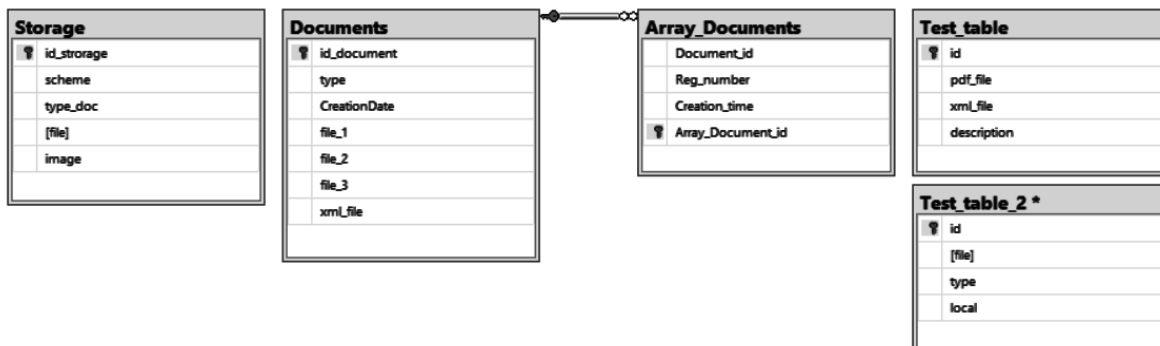 Storage
id_strorage
scheme
type_doc
[file]
image
Documents
id_document
type
CreationDate
file_1
file_2
file_3
xml_file
Array_Documents
Document_id
Reg_number
Creation_time
Array_Document_id
Test_table
id
pdf_file
xml_file
description
Test_table_2 *
id
[file]
type
local